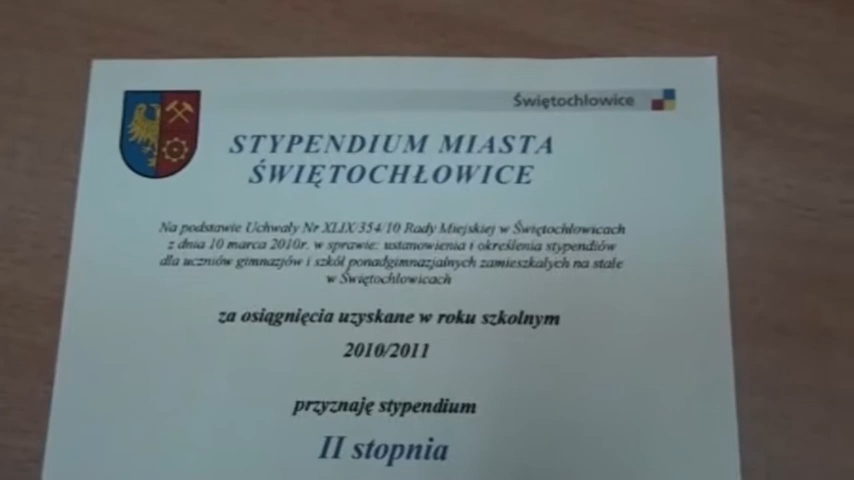 Świętochłowice
STYPENDIUM MIASTA
ŚWIĘTOCHŁOWICE
Na podstawie Uchwały Nr XLIX/354/10 Rady Miejskiej w Świętochłowicach
z dnia 10 marca 2010r. w sprawie: ustanowienia i określenia stypendiów
dla uczniów gimnazjów i szkół ponadgimnazjalnych zamieszkałych na stałe
w Świętochłowicach
za osiągnięcia uzyskane w roku szkolnym
2010/2011
przyznaję stypendium
II stopnia